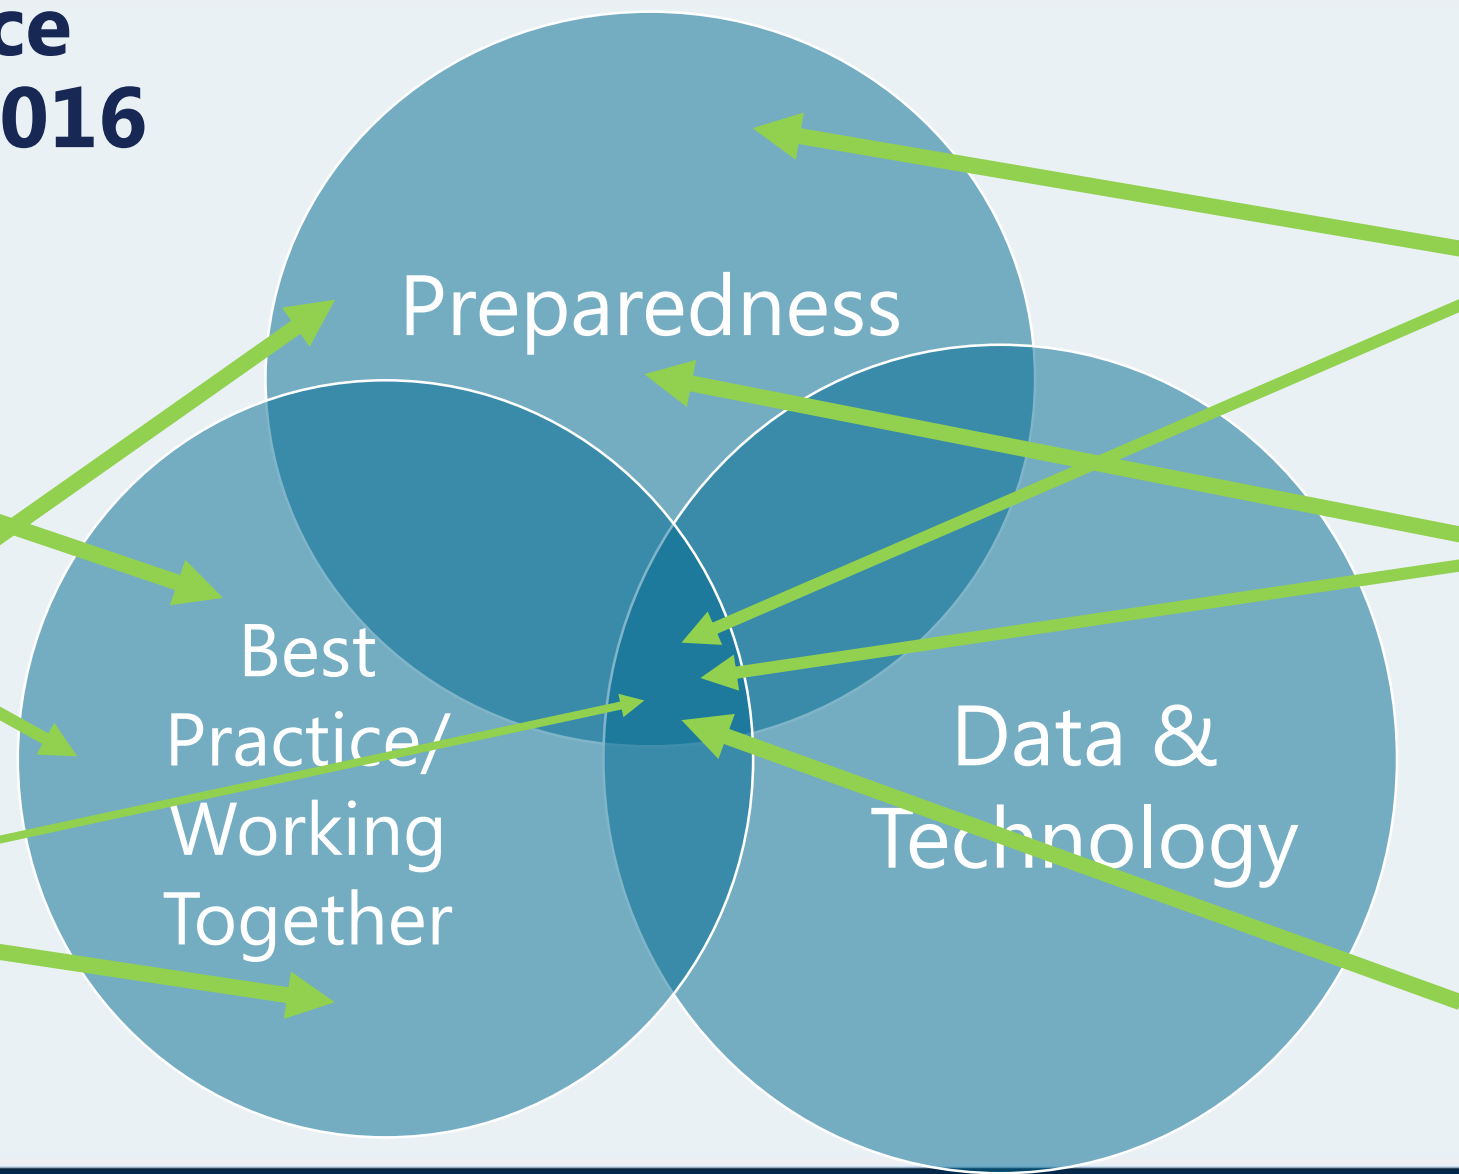 ce
016
Preparedness
Best
Practice/
Working
Together
Data &
Technology